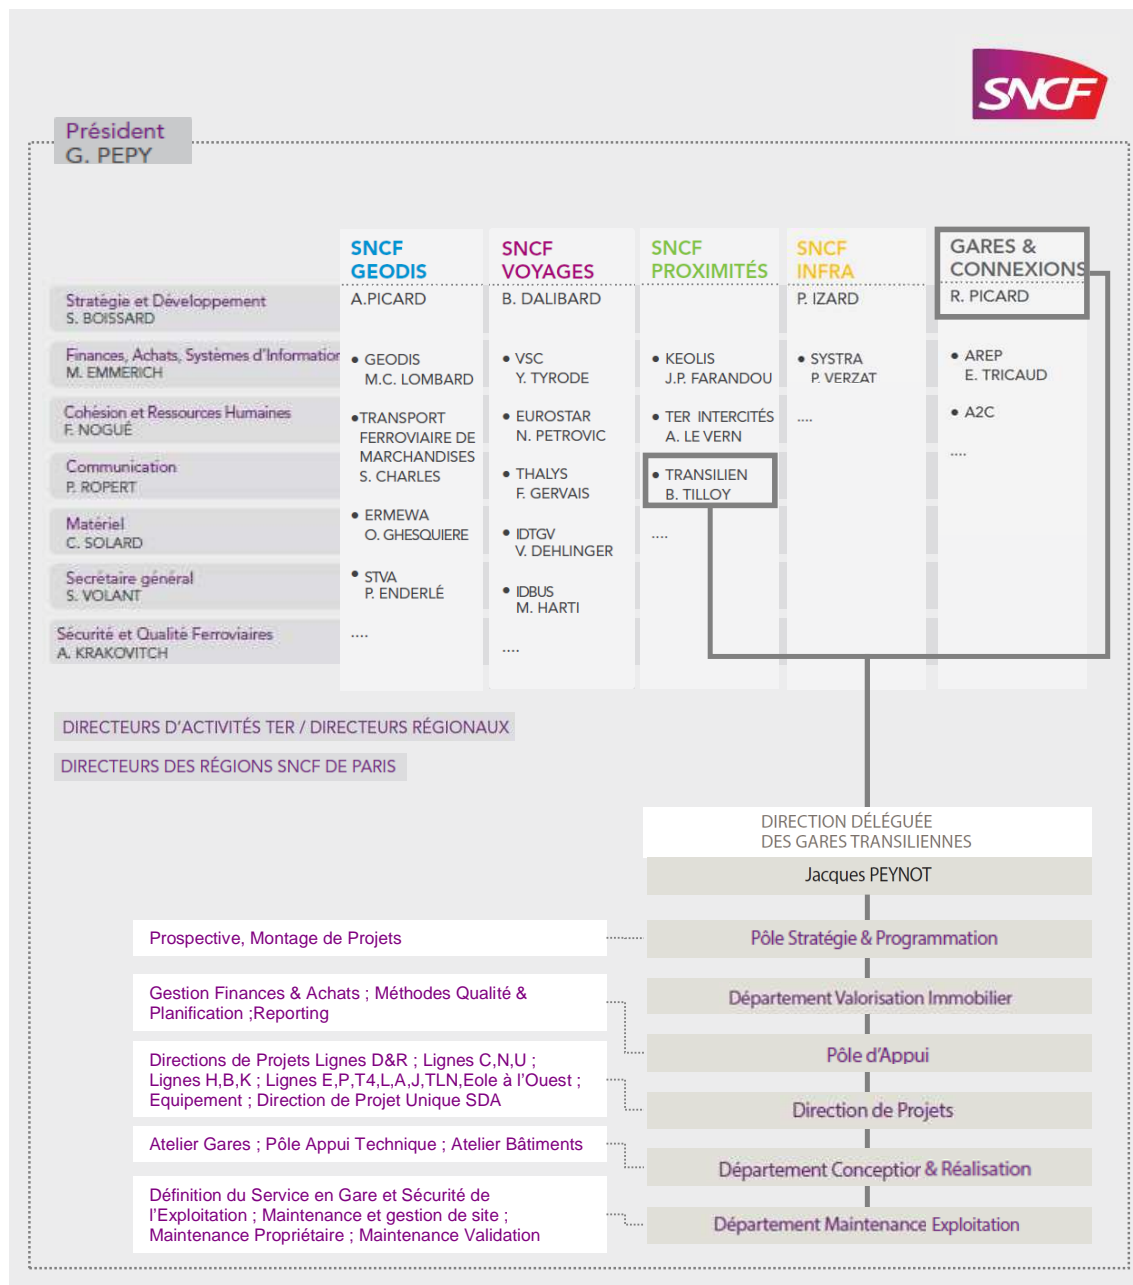 SNCF
Président
G. PEPY
SNCF
GEODIS
A.PICARD
• GEODIS
M.C. LOMBARD
•TRANSPORT
FERROVIAIRE DE
MARCHANDISES
S. CHARLES
• ERMEWA
O. GHESQUIERE
• STVA
P. ENDERLÉ
....
SNCF
VOYAGES
B. DALIBARD
• VSC
Y. TYRODE
• EUROSTAR
N. PETROVIC
• THALYS
F. GERVAIS
• IDTGV
V. DEHLINGER
• IDBUS
M. HARTI
....
SNCF
PROXIMITÉS
• KEOLIS
J.P. FARANDOU
• TER INTERCITÉS
A. LE VERN
• TRANSILIEN
B. TILLOY
....
SNCF
INFRA
P. IZARD
• SYSTRA
P. VERZAT
....
GARES &
CONNEXIONS
R. PICARD
• AREP
E. TRICAUD
• A2C
....
Stratégie et Développement
S. BOISSARD
Finances, Achats, Systèmes d'Information
M. EMMERICH
Cohésion et Ressources Humaines
F. NOGUÉ
Communication
P. ROPERT
Matériel
C. SOLARD
Secrétaire général
S. VOLANT
Sécurité et Qualité Ferroviaires
A. KRAKOVITCH
DIRECTEURS D'ACTIVITÉS TER / DIRECTEURS RÉGIONAUX
DIRECTEURS DES RÉGIONS SNCF DE PARIS
DIRECTION DÉLÉGUÉE
DES GARES TRANSILIENNES
Jacques PEYNOT
Prospective, Montage de Projets
Pôle Stratégie & Programmation
Gestion Finances & Achats ; Méthodes Qualité &
Planification ;Reporting
Département Valorisation Immobilier
Pôle d'Appui
Directions de Projets Lignes D&R ; Lignes C,N,U ;
Lignes H,B,K ; Lignes E,P,T4,L,A,J,TLN,Eole à l'Ouest ;
Equipement ; Direction de Projet Unique SDA
Direction de Projets
Atelier Gares ; Pôle Appui Technique ; Atelier Bâtiments
Département Conceptior & Réalisation
Définition du Service en Gare et Sécurité de
l'Exploitation ; Maintenance et gestion de site ;
Maintenance Propriétaire ; Maintenance Validation
Département Maintenance Exploitation